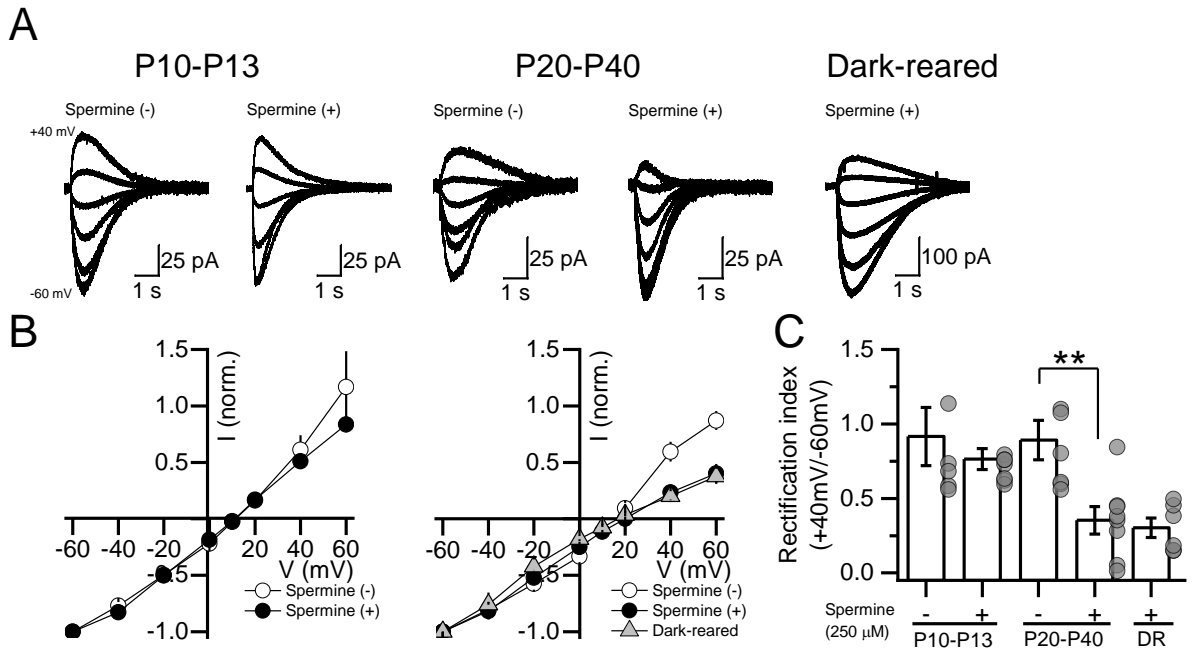 A
P10-P13
P20-P40
Dark-reared
Spermine (-)
Spermine (+)
Spermine (-)
Spermine (+)
Spermine (+)
+40 mV
-60 mV
25 pA
1 s
25 pA
1 s
25 pA
1 s
25 pA
1 s
100 pA
1 s
B
1.5
1.0
0.5
I (norm.)
-60 -40 -20 20 40 60
V (mV)
-0.5
-1.0
Spermine (-)
Spermine (+)
1.5
1.0
0.5
I (norm.)
-60 -40 -20 20 40 60
V (mV)
-0.5
-1.0
Spermine (-)
Spermine (+)
Dark-reared
C
Rectification index
(+40mV/-60mV)
1.5
1.0
0.5
0.0
**
Spermine
(250 μM)
- + - + +
P10-P13 P20-P40 DR